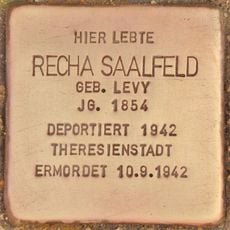 HIER LEBTE
RECHA SAALFELD
GEB. LEVY
JG. 1854
DEPORTIERT 1942
THERESIENSTADT
ERMORDET 10.9.1942